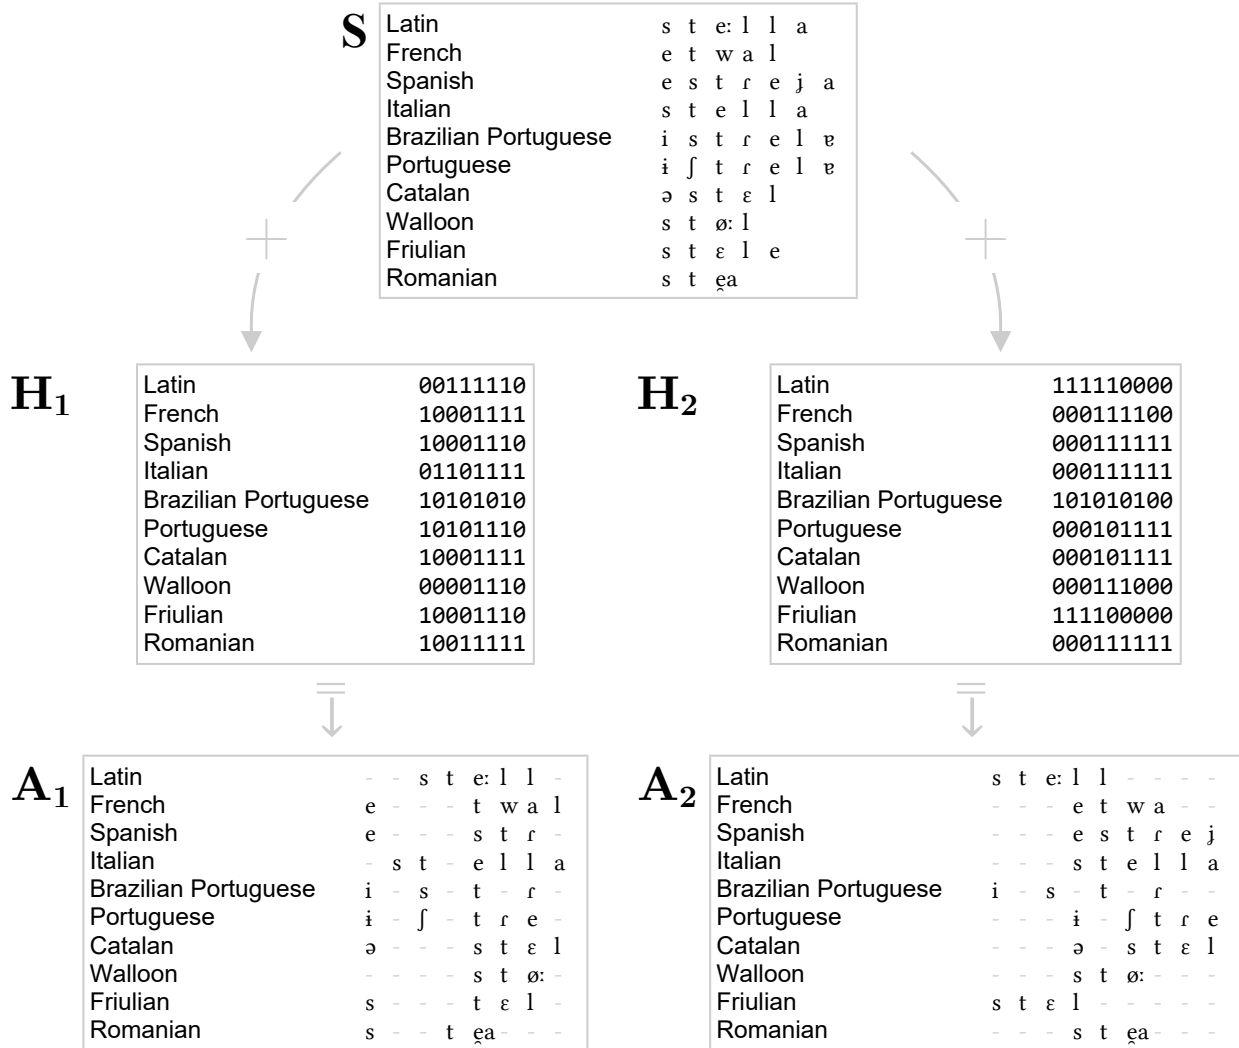 S
Latin s t eː l l a
French e t w a l
Spanish e s t ɾ e ʝ a
Italian s t e l l a
Brazilian Portuguese i s t ɾ e l ɐ
Portuguese ɨ ʃ t ɾ e l ɐ
Catalan ə s t ɛ l
Walloon s t øː l
Friulian s t ɛ l e
Romanian s t e̯a
H1
Latin 00111110
French 10001111
Spanish 10001110
Italian 01101111
Brazilian Portuguese 10101010
Portuguese 10101110
Catalan 10001111
Walloon 00001110
Friulian 10001110
Romanian 10011111
H2
Latin 111110000
French 000111100
Spanish 000111111
Italian 000111111
Brazilian Portuguese 101010100
Portuguese 000101111
Catalan 000101111
Walloon 000111000
Friulian 111100000
Romanian 000111111
A1
Latin - - s t eː l l -
French e - - - t w a l
Spanish e - - - s t ɾ -
Italian - s t - e l l a
Brazilian Portuguese i - s - t - ɾ -
Portuguese ɨ - ʃ - t ɾ e -
Catalan ə - - - s t ɛ l
Walloon - - - - s t øː -
Friulian s - - - t ɛ l -
Romanian s - - t e̯a - - -
A2
Latin s t eː l l - - - -
French - - - e t w a - -
Spanish - - - e s t ɾ e ʝ
Italian - - - s t e l l a
Brazilian Portuguese i - s - t - ɾ - -
Portuguese - - - ɨ - ʃ t ɾ e
Catalan - - - ə - s t ɛ l
Walloon - - - s t øː - - -
Friulian s t ɛ l - - - - -
Romanian - - - s t e̯a - - -